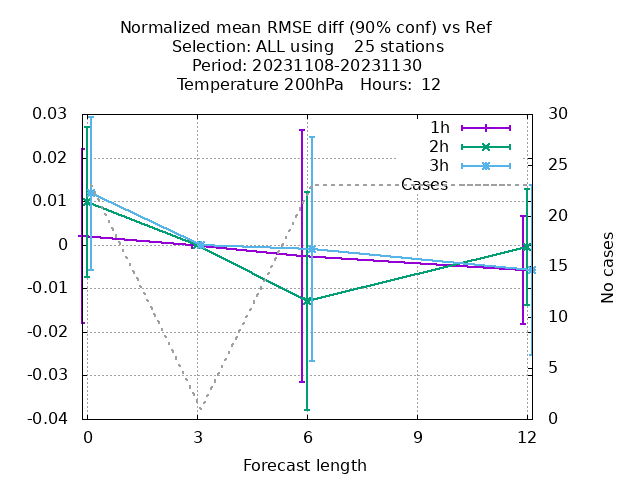 Normalized mean RMSE diff (90% conf) vs Ref
Selection: ALL using    25 stations
Period: 20231108-20231130
Temperature 200hPa   Hours:  12
0.03
0.02
0.01
0
-0.01
-0.02
-0.03
-0.04
1h
2h
3h
Cases
30
25
20
15
10
5
0
No cases
0 3 6 9 12
Forecast length